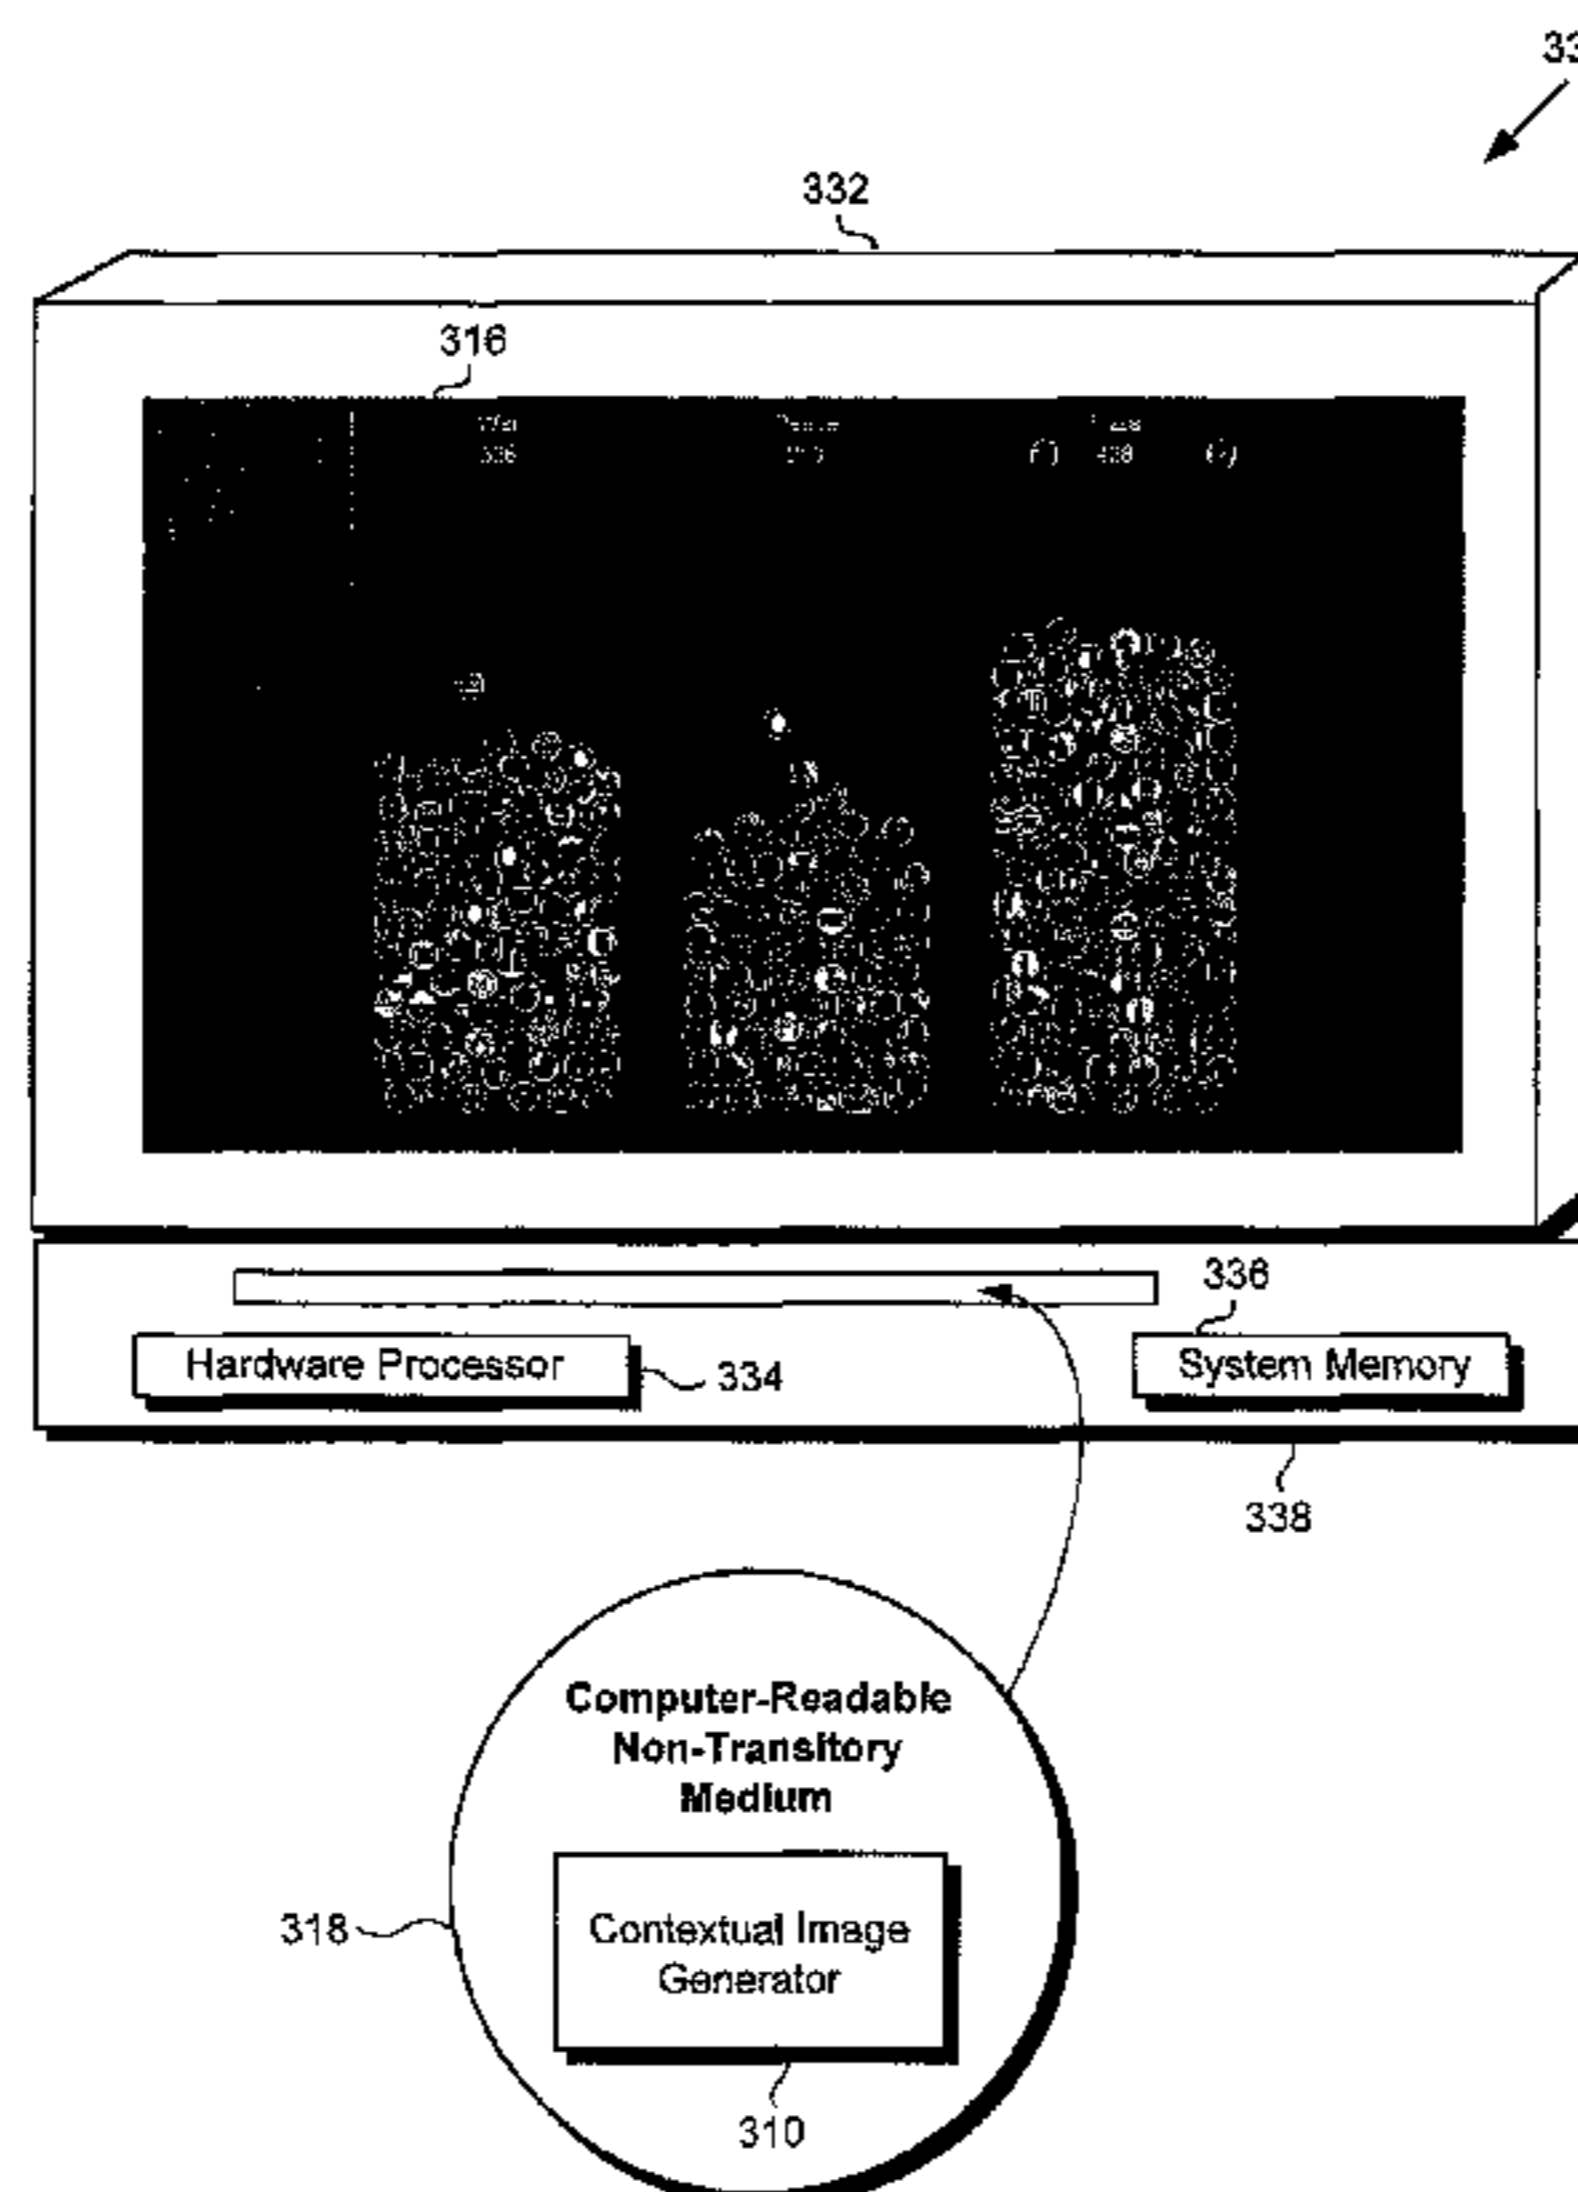 332
316
336
Hardware Processor
334
System Memory
338
Computer-Readable
Non-Transitory
Medium
318
Contextual Image
Generator
310